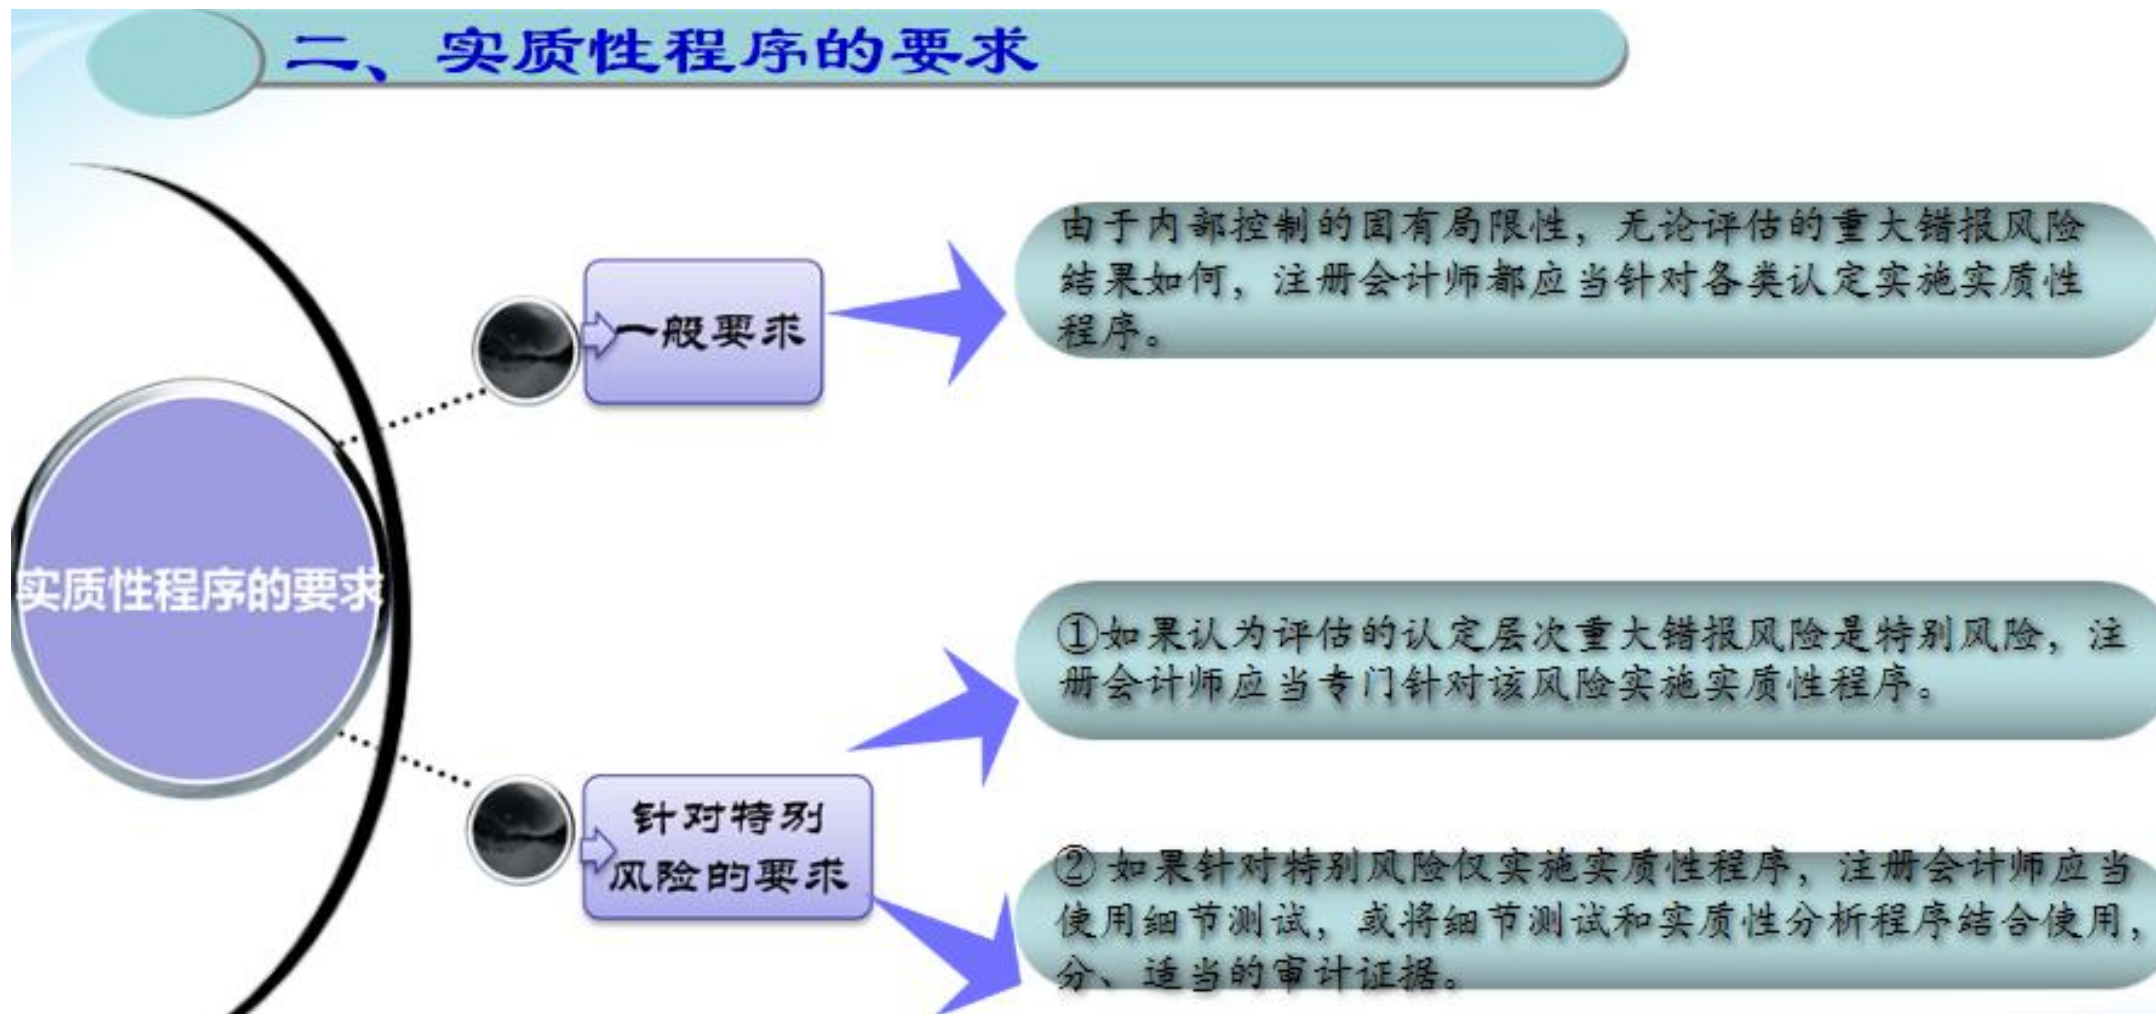 二、实质性程序的要求
由于内部控制的固有局限性，无论评估的重大错报风险
结果如何，注册会计师都应当针对各类认定实施实质性
程序。
一般要求
实质性程序的要求
①如果认为评估的认定层次重大错报风险是特别风险，注
册会计师应当专门针对该风险实施实质性程序。
针对特别
风险的要求
②如果针对特别风险仅实施实质性程序，注册会计师应当
使用细节测试，或将细节测试和实质性分析程序结合使用，
分、适当的审计证据。